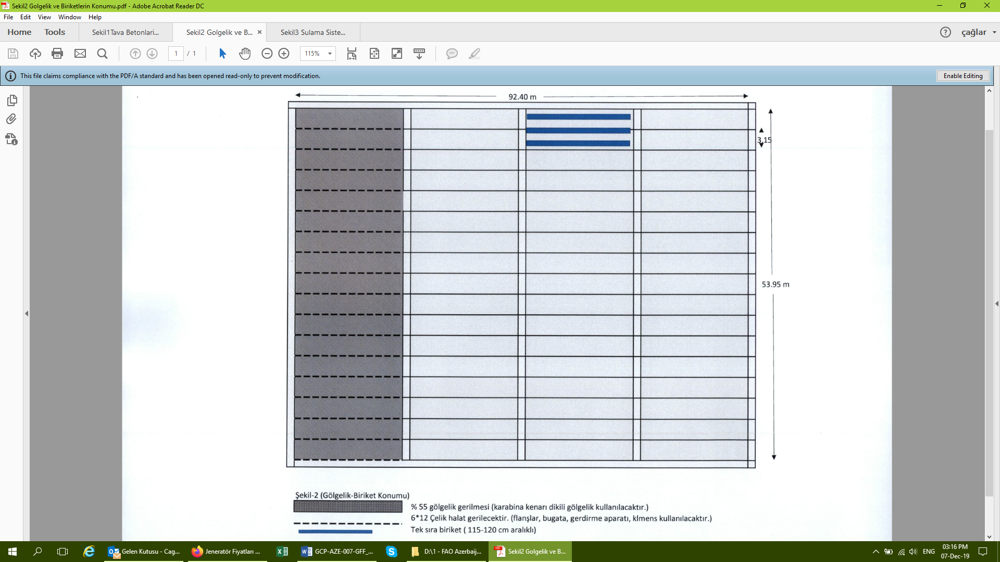 Sekil2 Golgelik ve Biriketlerin Konumu.pdf - Adobe Acrobat Reader DC
File Edit View Window Help
Home Tools Sekil1Tava Betonlari... Sekil2 Golgelik ve B... × Sekil3 Sulama Siste... çağlar
1 / 1 115%
This file claims compliance with the PDF/A standard and has been opened read-only to prevent modification. Enable Editing
92.40 m
3,15
53.95 m
Şekil-2 (Gölgelik-Biriket Konumu)
% 55 gölgelik gerilmesi (karabina kenarı dikili gölgelik kullanılacaktır.)
6*12 Çelik halat gerilecektir. (flanşlar, bugata, gerdirme aparatı, klmens kullanılacaktır.)
Tek sıra biriket ( 115-120 cm aralıklı)
Gelen Kutusu - Cag... Jeneratör Fiyatları ... GCP-AZE-007-GFF_... D:\1 - FAO Azerbaij... Sekil2 Golgelik ve B... ENG 03:16 PM
07-Dec-19